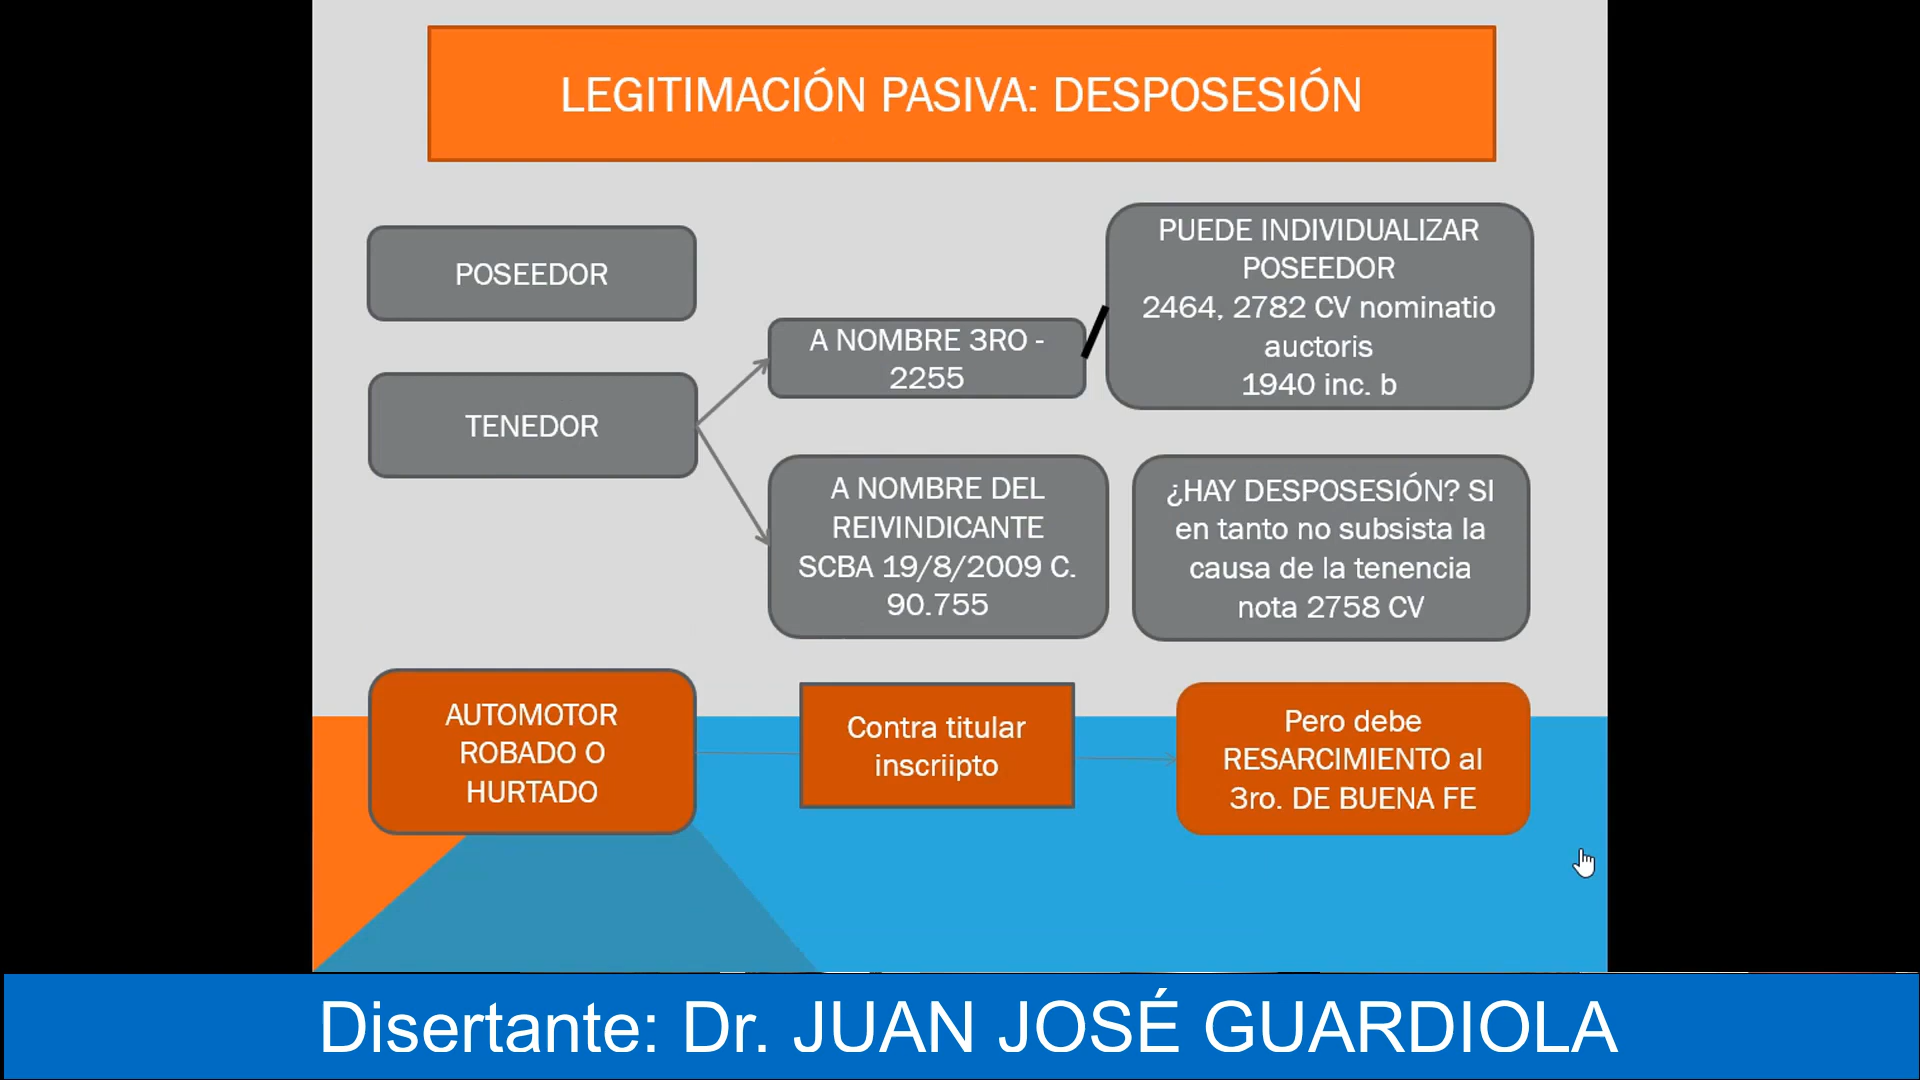 LEGITIMACIÓN PASIVA: DESPOSESIÓN
POSEEDOR
TENEDOR
A NOMBRE 3RO -
2255
PUEDE INDIVIDUALIZAR
POSEEDOR
2464, 2782 CV nominatio
auctoris
1940 inc. b
A NOMBRE DEL
REIVINDICANTE
SCBA 19/8/2009 C.
90.755
¿HAY DESPOSESIÓN? SI
en tanto no subsista la
causa de la tenencia
nota 2758 CV
AUTOMOTOR
ROBADO O
HURTADO
Contra titular
inscriipto
Pero debe
RESARCIMIENTO al
3ro. DE BUENA FE
Disertante: Dr. JUAN JOSÉ GUARDIOLA